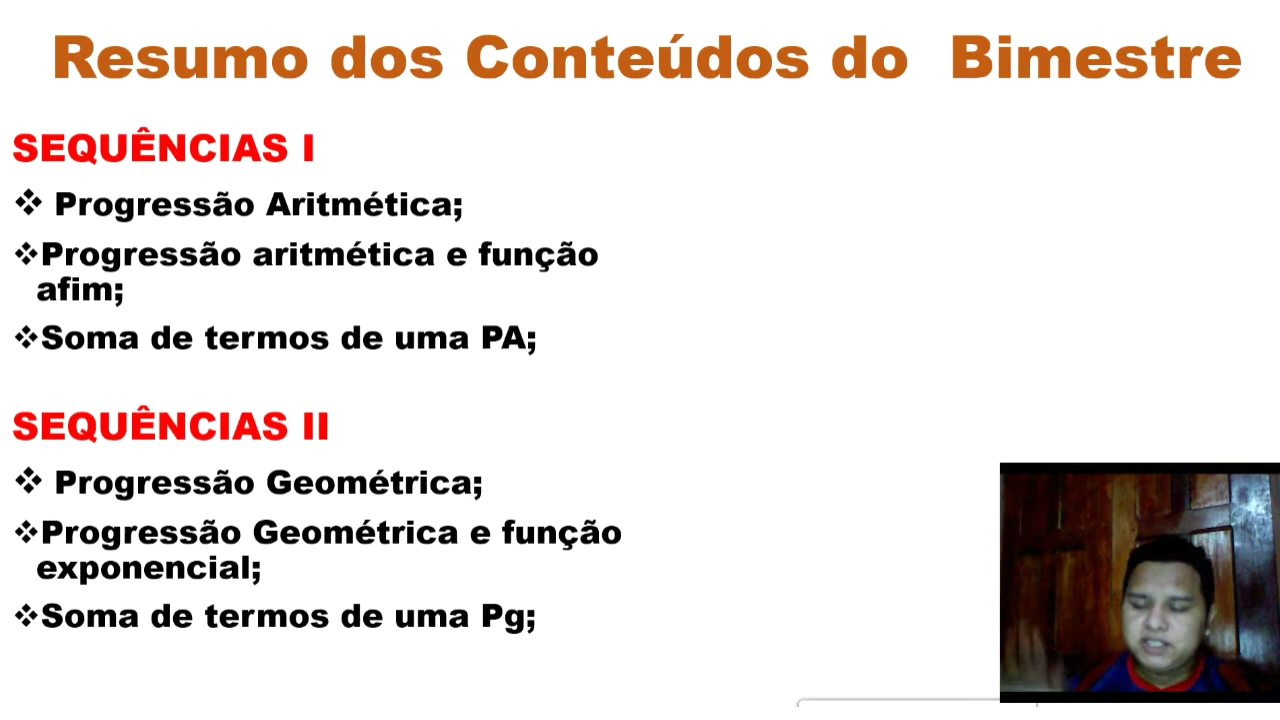 Resumo dos Conteúdos do  Bimestre
SEQUÊNCIAS I
❖ Progressão Aritmética;
❖Progressão aritmética e função
afim;
❖Soma de termos de uma PA;
SEQUÊNCIAS II
❖ Progressão Geométrica;
❖Progressão Geométrica e função
exponencial;
❖Soma de termos de uma Pg;